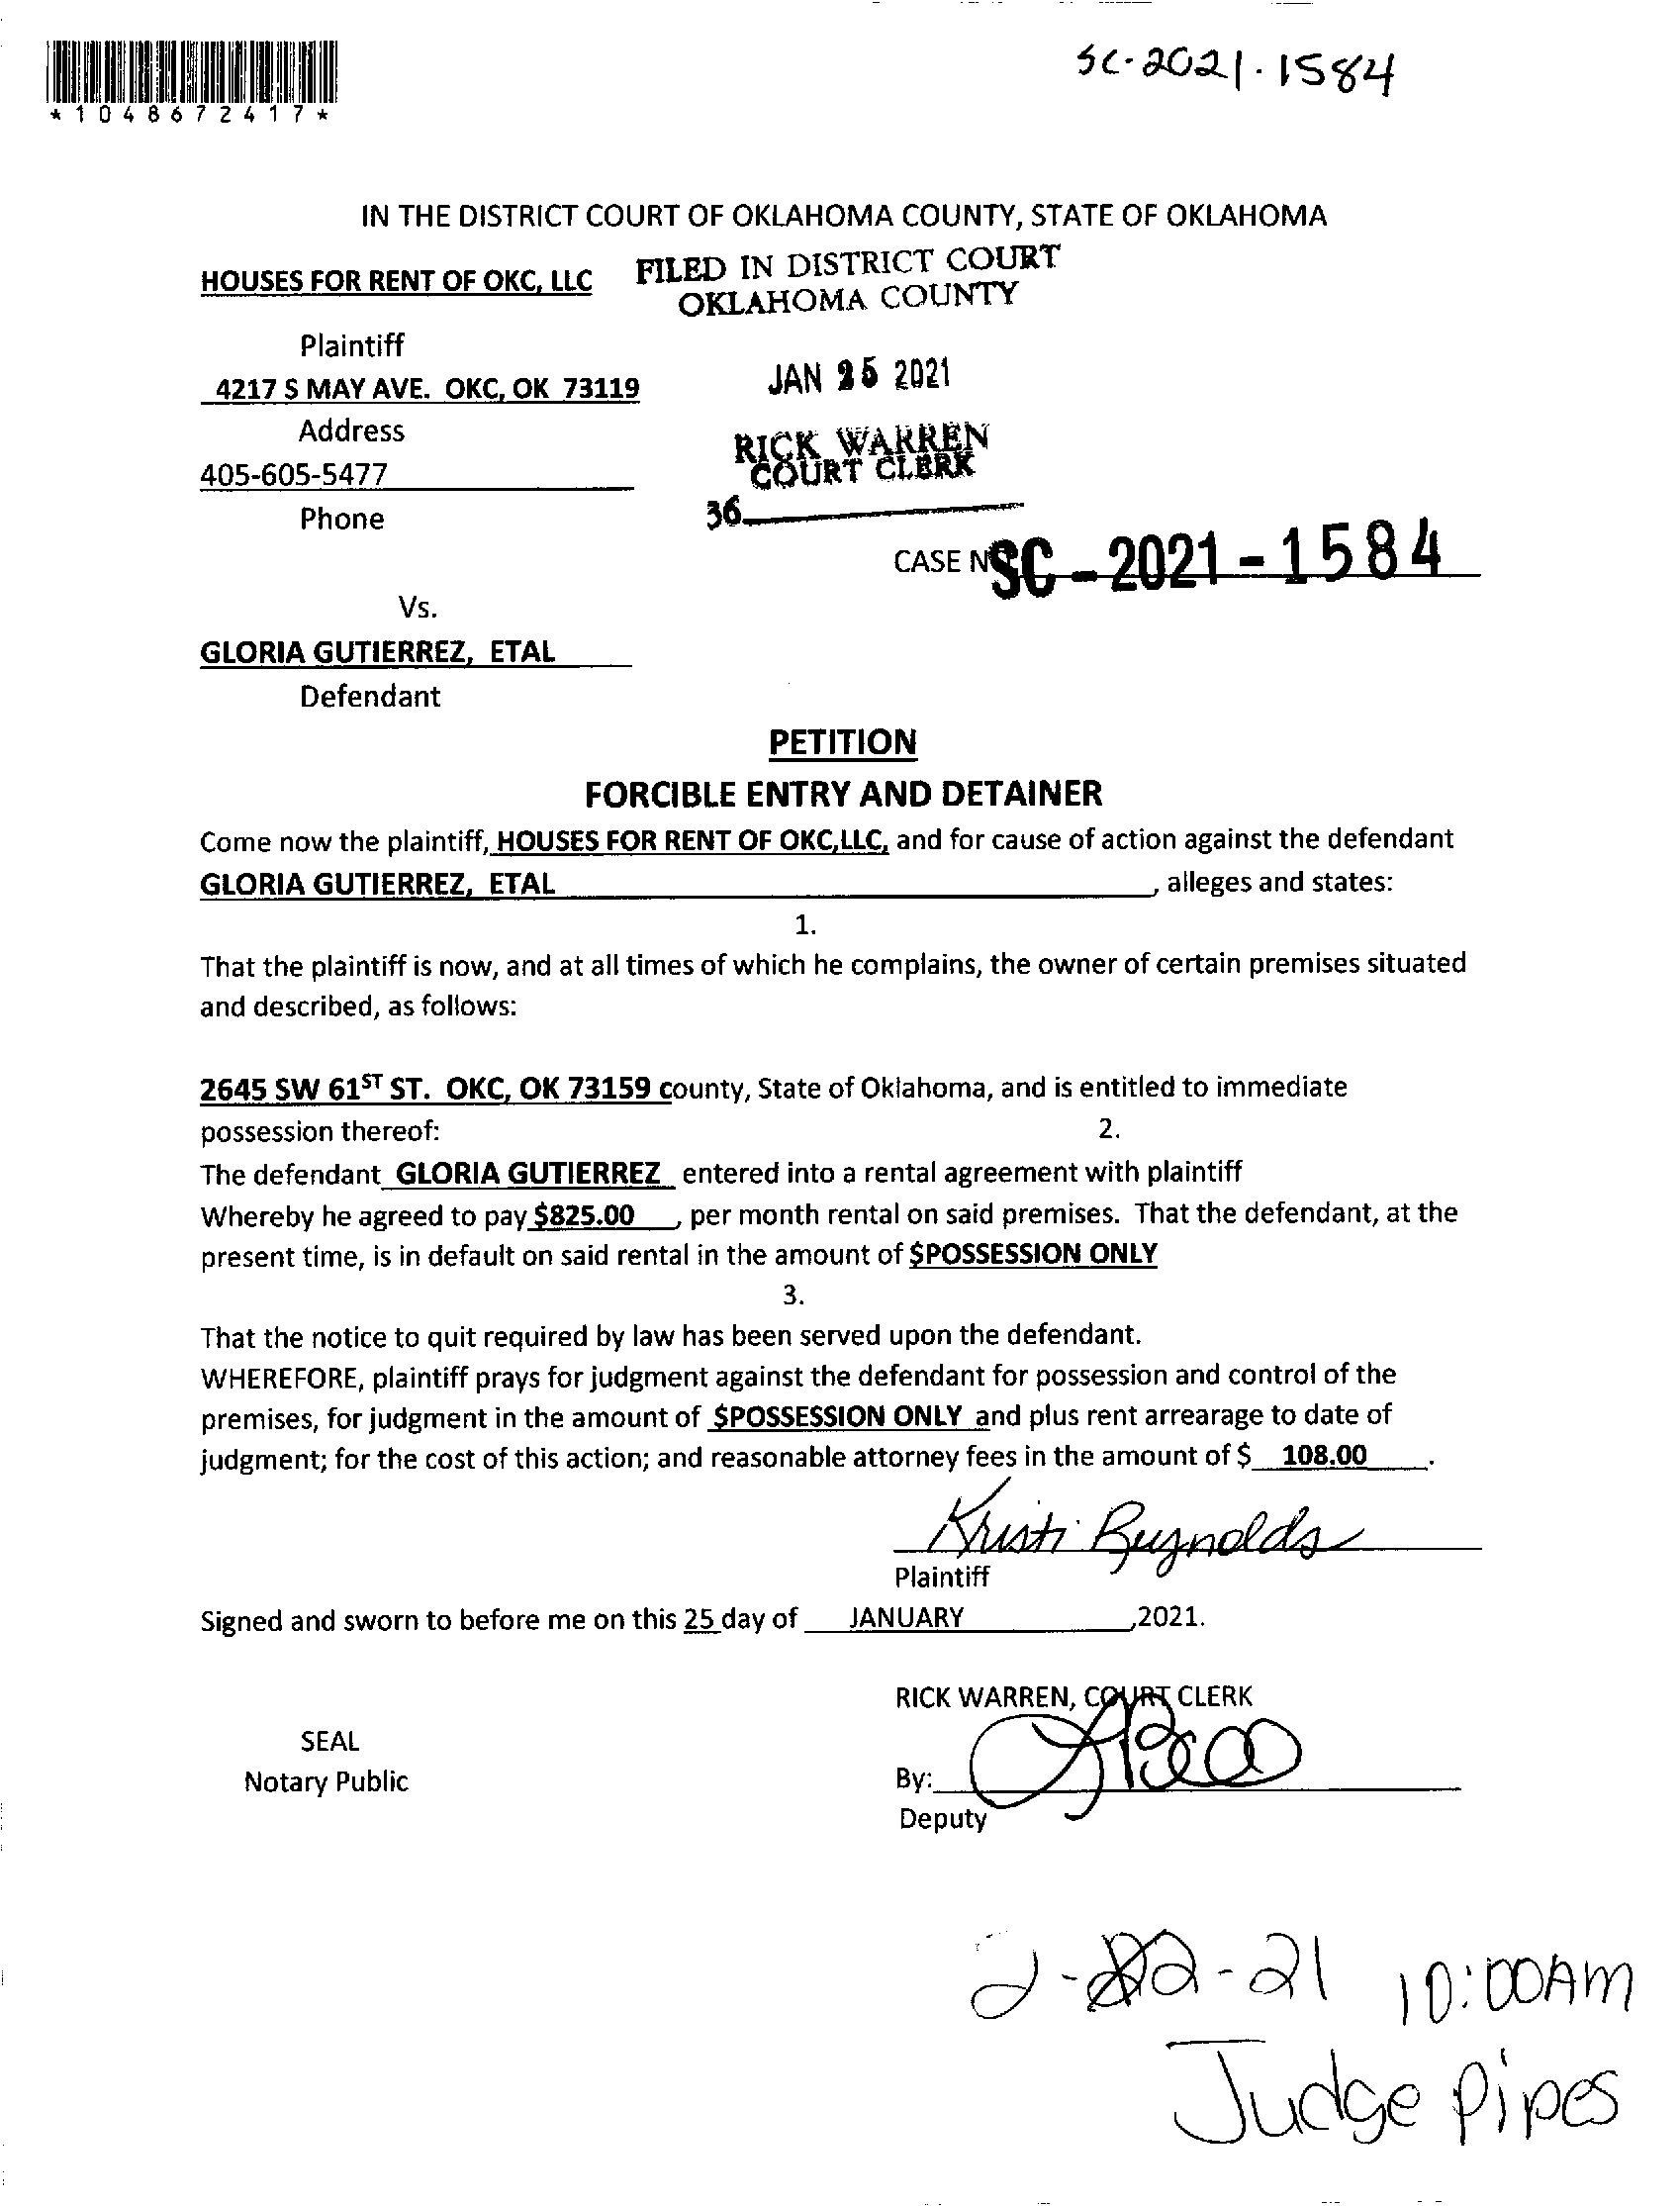 SC-2021-1584
*1048672417*
IN THE DISTRICT COURT OF OKLAHOMA COUNTY, STATE OF OKLAHOMA
HOUSES FOR RENT OF OKC, LLC
FILED IN DISTRICT COURT
OKLAHOMA COUNTY
Plaintiff
JAN 25 2021
4217 S MAY AVE. OKC, OK 73119
Address
RICK WARREN
COURT CLERK
405-605-5477
36
Phone
CASE N SC-2021-1584
Vs.
GLORIA GUTIERREZ, ETAL
Defendant
PETITION
FORCIBLE ENTRY AND DETAINER
Come now the plaintiff, HOUSES FOR RENT OF OKC,LLC, and for cause of action against the defendant
GLORIA GUTIERREZ, ETAL , alleges and states:
1.
That the plaintiff is now, and at all times of which he complains, the owner of certain premises situated
and described, as follows:
2645 SW 61ST ST. OKC, OK 73159 county, State of Oklahoma, and is entitled to immediate
possession thereof: 2.
The defendant GLORIA GUTIERREZ entered into a rental agreement with plaintiff
Whereby he agreed to pay $825.00 , per month rental on said premises. That the defendant, at the
present time, is in default on said rental in the amount of $POSSESSION ONLY
3.
That the notice to quit required by law has been served upon the defendant.
WHEREFORE, plaintiff prays for judgment against the defendant for possession and control of the
premises, for judgment in the amount of $POSSESSION ONLY and plus rent arrearage to date of
judgment; for the cost of this action; and reasonable attorney fees in the amount of $ 108.00 .
Kristi Reynolds
Plaintiff
Signed and sworn to before me on this 25 day of JANUARY ,2021.
RICK WARREN, COURT CLERK
SEAL
Notary Public
By:
Deputy
2- 2-21 10:00AM
Judge Pipes